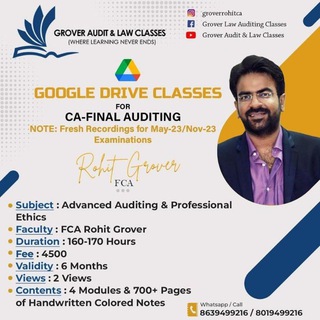 GROVER AUDIT & LAW CLASSES
(WHERE LEARNING NEVER ENDS)
groverrohitca
Grover Law Auditing Classes
Grover Audit & Law Classes
GOOGLE DRIVE CLASSES
FOR
CA-FINAL AUDITING
NOTE: Fresh Recordings for May-23/Nov-23
Examinations
Rohit Grover
FCA
Subject : Advanced Auditing & Professional
Ethics
Faculty : FCA Rohit Grover
Duration : 160-170 Hours
Fee : 4500
Validity : 6 Months
Views : 2 Views
Contents : 4 Modules & 700+ Pages
of Handwritten Colored Notes
Whatsapp / Call
8639499216 / 8019499216